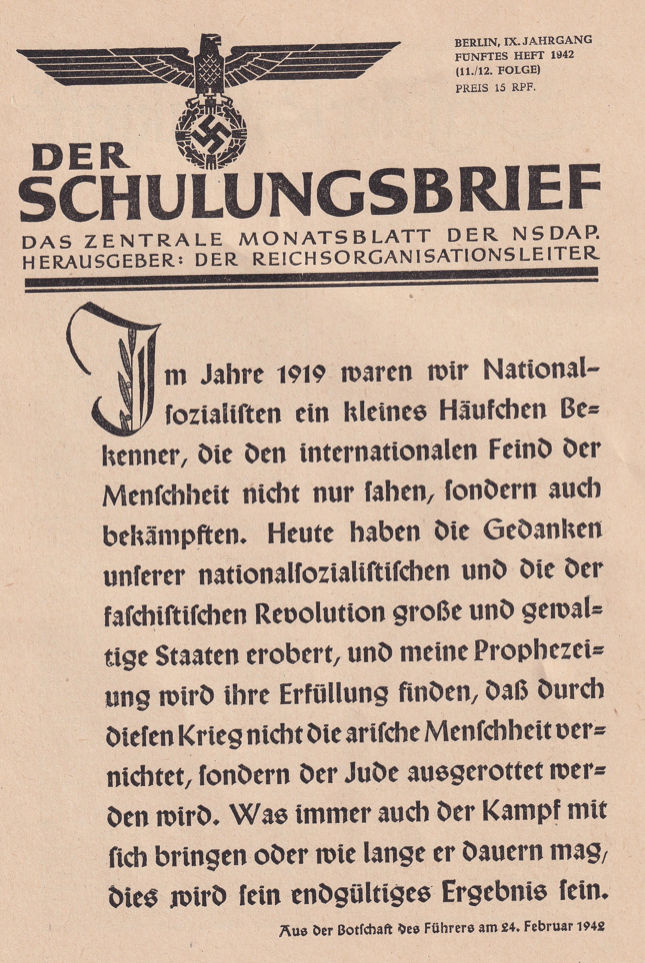 BERLIN, IX. JAHRGANG
FÜNFTES HEFT 1942
(11./12. FOLGE)
PREIS 15 RPF.
DER
SCHULUNGSBRIEF
DAS ZENTRALE MONATSBLATT DER NSDAP.
HERAUSGEBER: DER REICHSORGANISATIONSLEITER
Im Jahre 1919 waren wir National-
sozialisten ein kleines Häufchen Be=
kenner, die den internationalen Feind der
Menschheit nicht nur sahen, sondern auch
bekämpften. Heute haben die Gedanken
unserer nationalsozialistischen und die der
faschistischen Revolution große und gewal=
tige Staaten erobert, und meine Prophezei=
ung wird ihre Erfüllung finden, daß durch
diesen Krieg nicht die arische Menschheit ver=
nichtet, sondern der Jude ausgerottet wer=
den wird. Was immer auch der Kampf mit
sich bringen oder wie lange er dauern mag,
dies wird sein endgültiges Ergebnis sein.
Aus der Botschaft des Führers am 24. Februar 1942